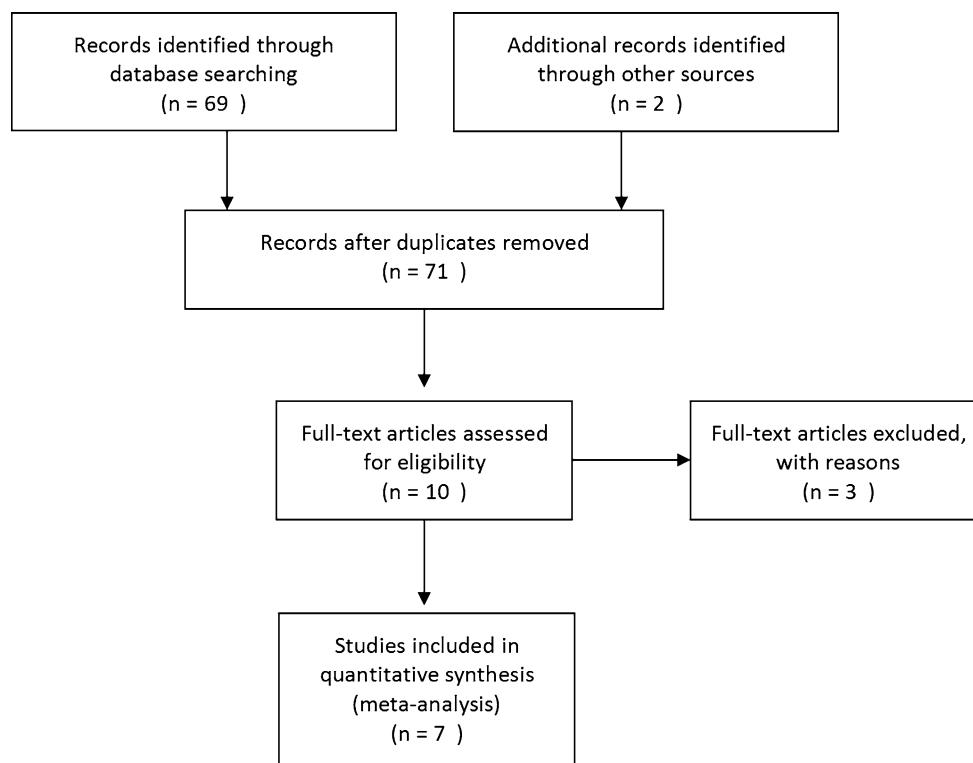 Records identified through
database searching
(n = 69  )
Additional records identified
through other sources
(n = 2  )
Records after duplicates removed
(n = 71  )
Full-text articles assessed
for eligibility
(n = 10  )
Full-text articles excluded,
with reasons
(n = 3  )
Studies included in
quantitative synthesis
(meta-analysis)
(n = 7  )